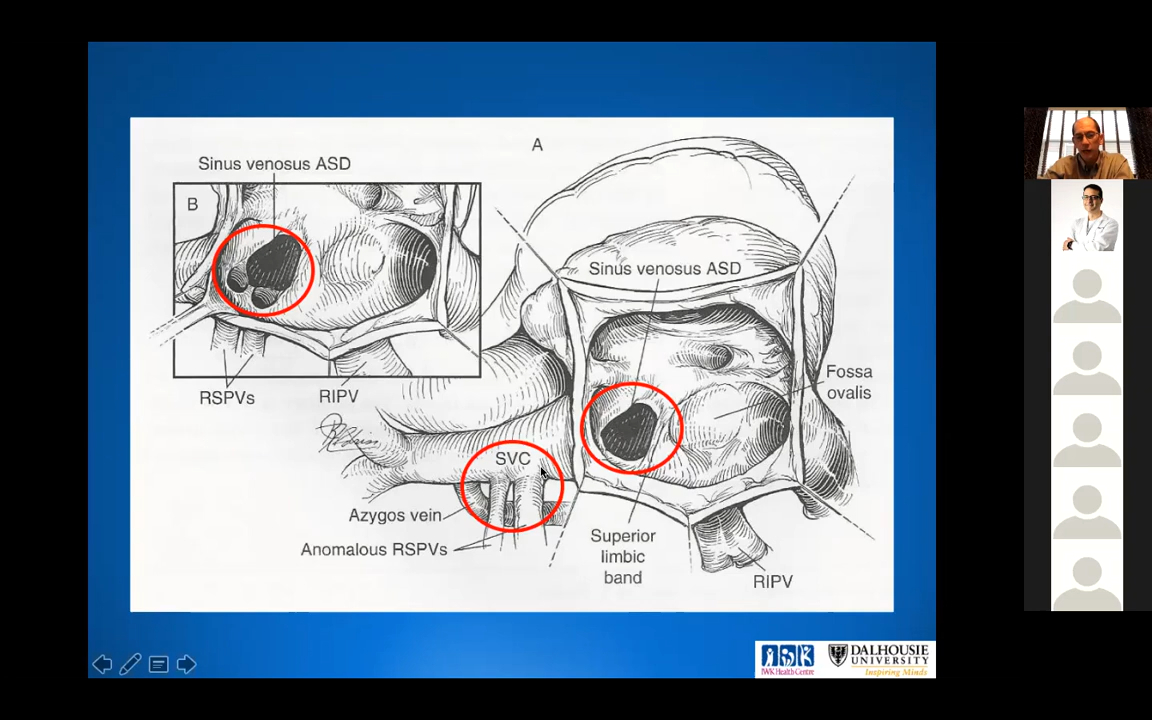 A
Sinus venosus ASD
B
RSPVs
RIPV
Sinus venosus ASD
Fossa
ovalis
SVC
Azygos vein
Anomalous RSPVs
Superior
limbic
band
RIPV
IWK Health Centre
DALHOUSIE
UNIVERSITY
Inspiring Minds